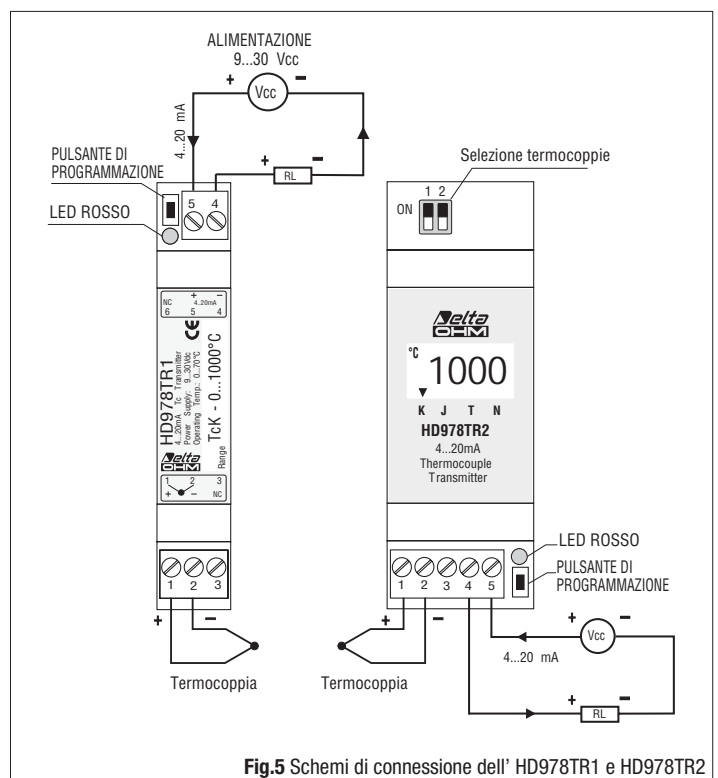 ALIMENTAZIONE
9...30 Vcc
+ −
Vcc
4...20 mA
+ −
RL
PULSANTE DI
PROGRAMMAZIONE
LED ROSSO
5 4
NC + −
4..20mA
6 5 4
CE
HD978TR1
4..20mA Tc Transmitter
Power Supply: 9..30Vdc
Operating Temp.: 0..70°C
TcK - 0...1000°C
Range
Delta
OHM
1 2 3
+ − NC
1 2 3
+ −
Termocoppia
Selezione termocoppie
1 2
ON
Delta
OHM
°C 1000
K J T N
HD978TR2
4...20mA
Thermocouple
Transmitter
LED ROSSO
PULSANTE DI
PROGRAMMAZIONE
1 2 3 4 5
+ −
Termocoppia
+ −
Vcc
4...20 mA
+ −
RL
Fig.5 Schemi di connessione dell' HD978TR1 e HD978TR2